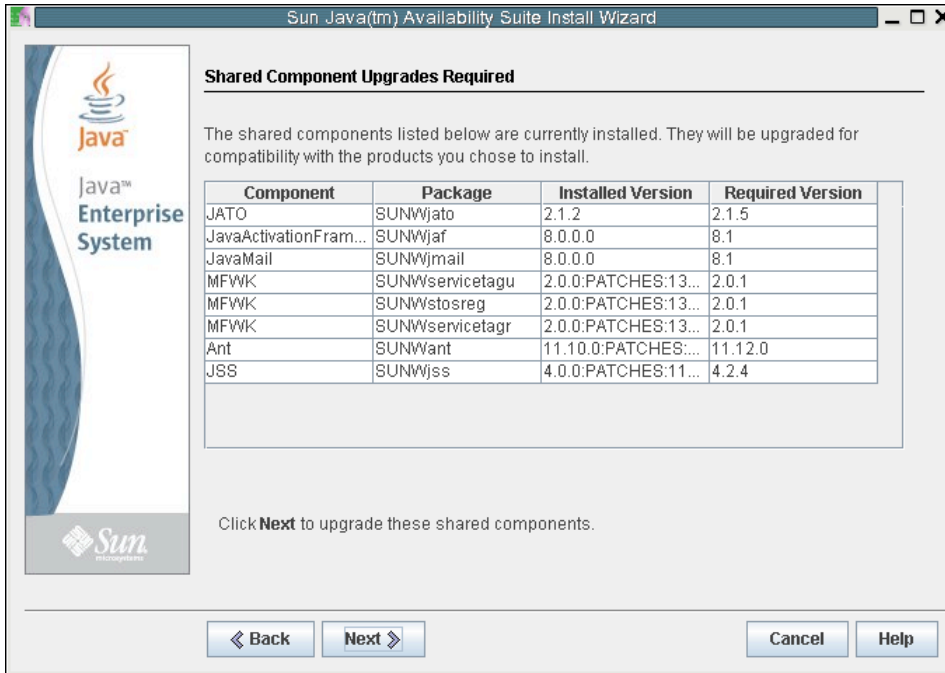 Sun Java(tm) Availability Suite Install Wizard
Java™
Java™
Enterprise
System
Sun
microsystems
Shared Component Upgrades Required
The shared components listed below are currently installed. They will be upgraded for
compatibility with the products you chose to install.
Component Package Installed Version Required Version
JATO SUNWjato 2.1.2 2.1.5
JavaActivationFram... SUNWjaf 8.0.0.0 8.1
JavaMail SUNWjmail 8.0.0.0 8.1
MFWK SUNWservicetagu 2.0.0:PATCHES:13... 2.0.1
MFWK SUNWstosreg 2.0.0:PATCHES:13... 2.0.1
MFWK SUNWservicetagr 2.0.0:PATCHES:13... 2.0.1
Ant SUNWant 11.10.0:PATCHES:... 11.12.0
JSS SUNWjss 4.0.0:PATCHES:11... 4.2.4
Click Next to upgrade these shared components.
Back Next Cancel Help